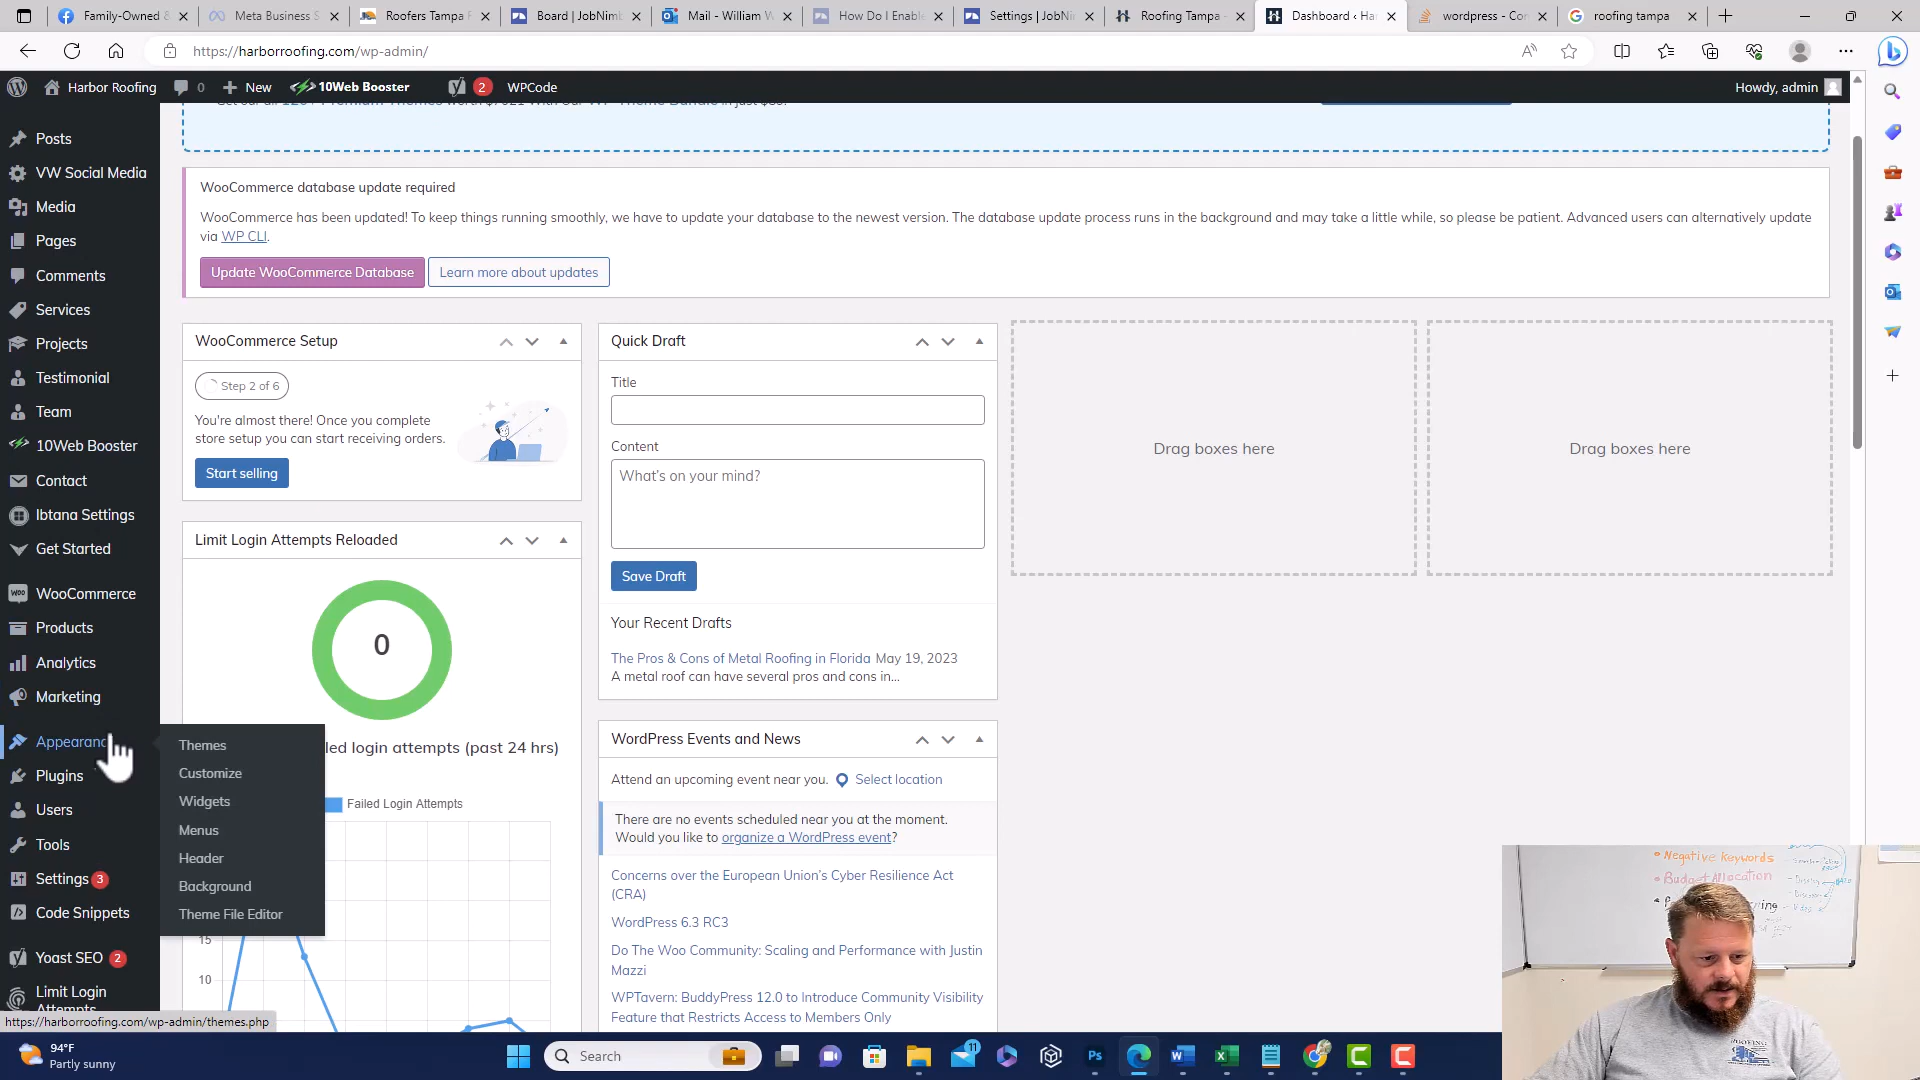 Family-Owned &
Meta Business S
Roofers Tampa F
Board | JobNimb
Mail - William W
How Do I Enable
Settings | JobNim
Roofing Tampa -
Dashboard ‹ Har
wordpress - Cor
roofing tampa
https://harborroofing.com/wp-admin/
Harbor Roofing
0
New
10Web Booster
2
WPCode
Howdy, admin
Posts
VW Social Media
Media
Pages
Comments
Services
Projects
Testimonial
Team
10Web Booster
Contact
Ibtana Settings
Get Started
WooCommerce
Products
Analytics
Marketing
Appearanc
Plugins
Users
Tools
Settings 3
Code Snippets
Yoast SEO 2
Limit Login
Attempts
Themes
Customize
Widgets
Menus
Header
Background
Theme File Editor
WooCommerce database update required
WooCommerce has been updated! To keep things running smoothly, we have to update your database to the newest version. The database update process runs in the background and may take a little while, so please be patient. Advanced users can alternatively update
via WP CLI.
Update WooCommerce Database
Learn more about updates
WooCommerce Setup
Step 2 of 6
You're almost there! Once you complete
store setup you can start receiving orders.
Start selling
Limit Login Attempts Reloaded
0
led login attempts (past 24 hrs)
Failed Login Attempts
15
10
Quick Draft
Title
Content
What's on your mind?
Save Draft
Your Recent Drafts
The Pros & Cons of Metal Roofing in Florida May 19, 2023
A metal roof can have several pros and cons in...
WordPress Events and News
Attend an upcoming event near you.
Select location
There are no events scheduled near you at the moment.
Would you like to organize a WordPress event?
Concerns over the European Union's Cyber Resilience Act
(CRA)
WordPress 6.3 RC3
Do The Woo Community: Scaling and Performance with Justin
Mazzi
WPTavern: BuddyPress 12.0 to Introduce Community Visibility
Feature that Restricts Access to Members Only
Drag boxes here
Drag boxes here
Negative Keywords
Budget Allocation
https://harborroofing.com/wp-admin/themes.php
94°F
Partly sunny
Search
11